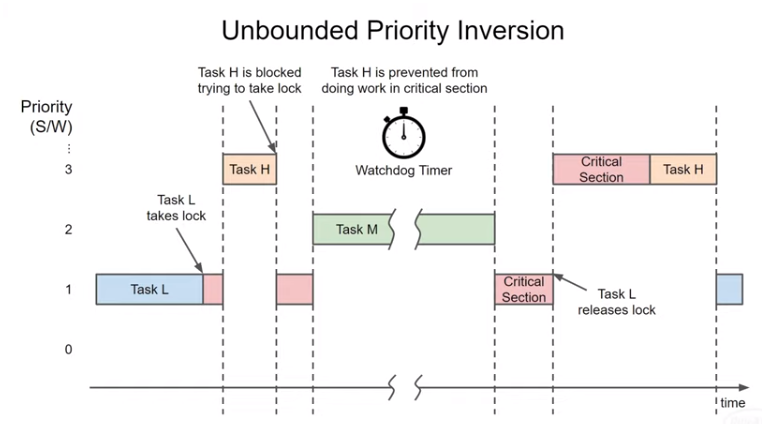 Unbounded Priority Inversion
Task H is blocked
trying to take lock
Task H is prevented from
doing work in critical section
Priority
(S/W)
3
Task H
Watchdog Timer
Critical
Section
Task H
Task L
takes lock
2
Task M
1
Task L
Critical
Section
Task L
releases lock
0
time